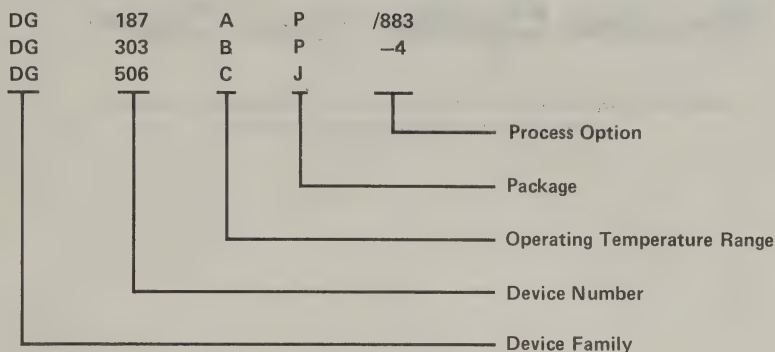 DG 187 A P /883
DG 303 B P –4
DG 506 C J
Process Option
Package
Operating Temperature Range
Device Number
Device Family